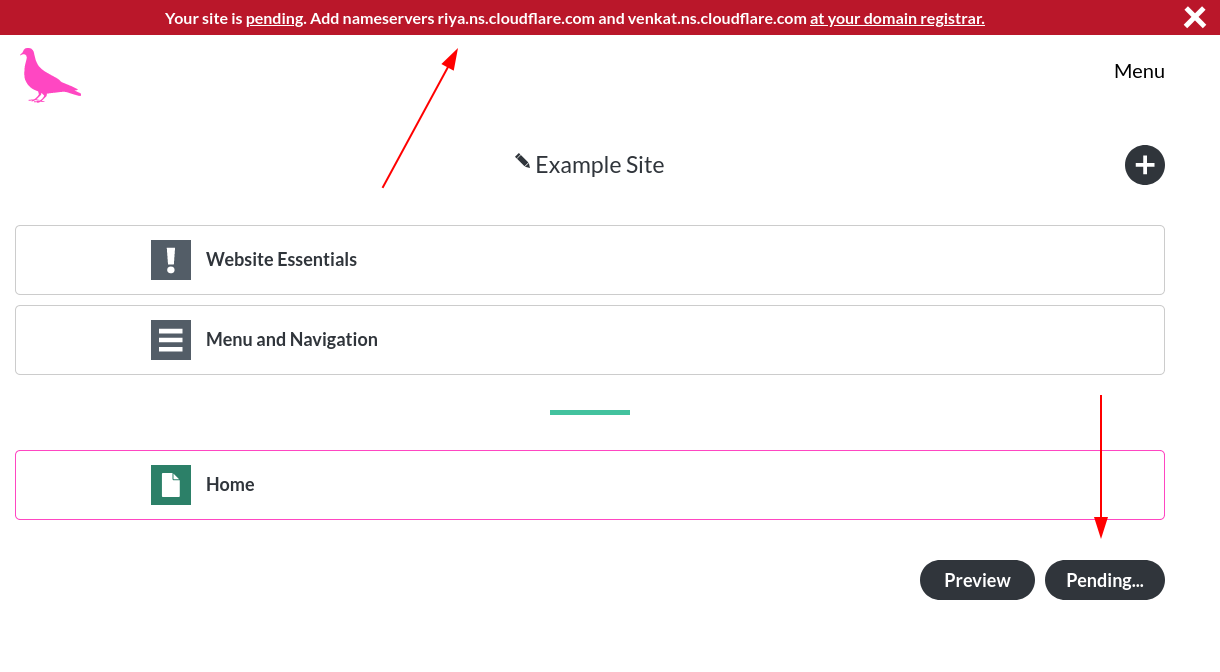 Your site is pending. Add nameservers riya.ns.cloudflare.com and venkat.ns.cloudflare.com at your domain registrar.
Menu
Example Site
Website Essentials
Menu and Navigation
Home
Preview Pending...